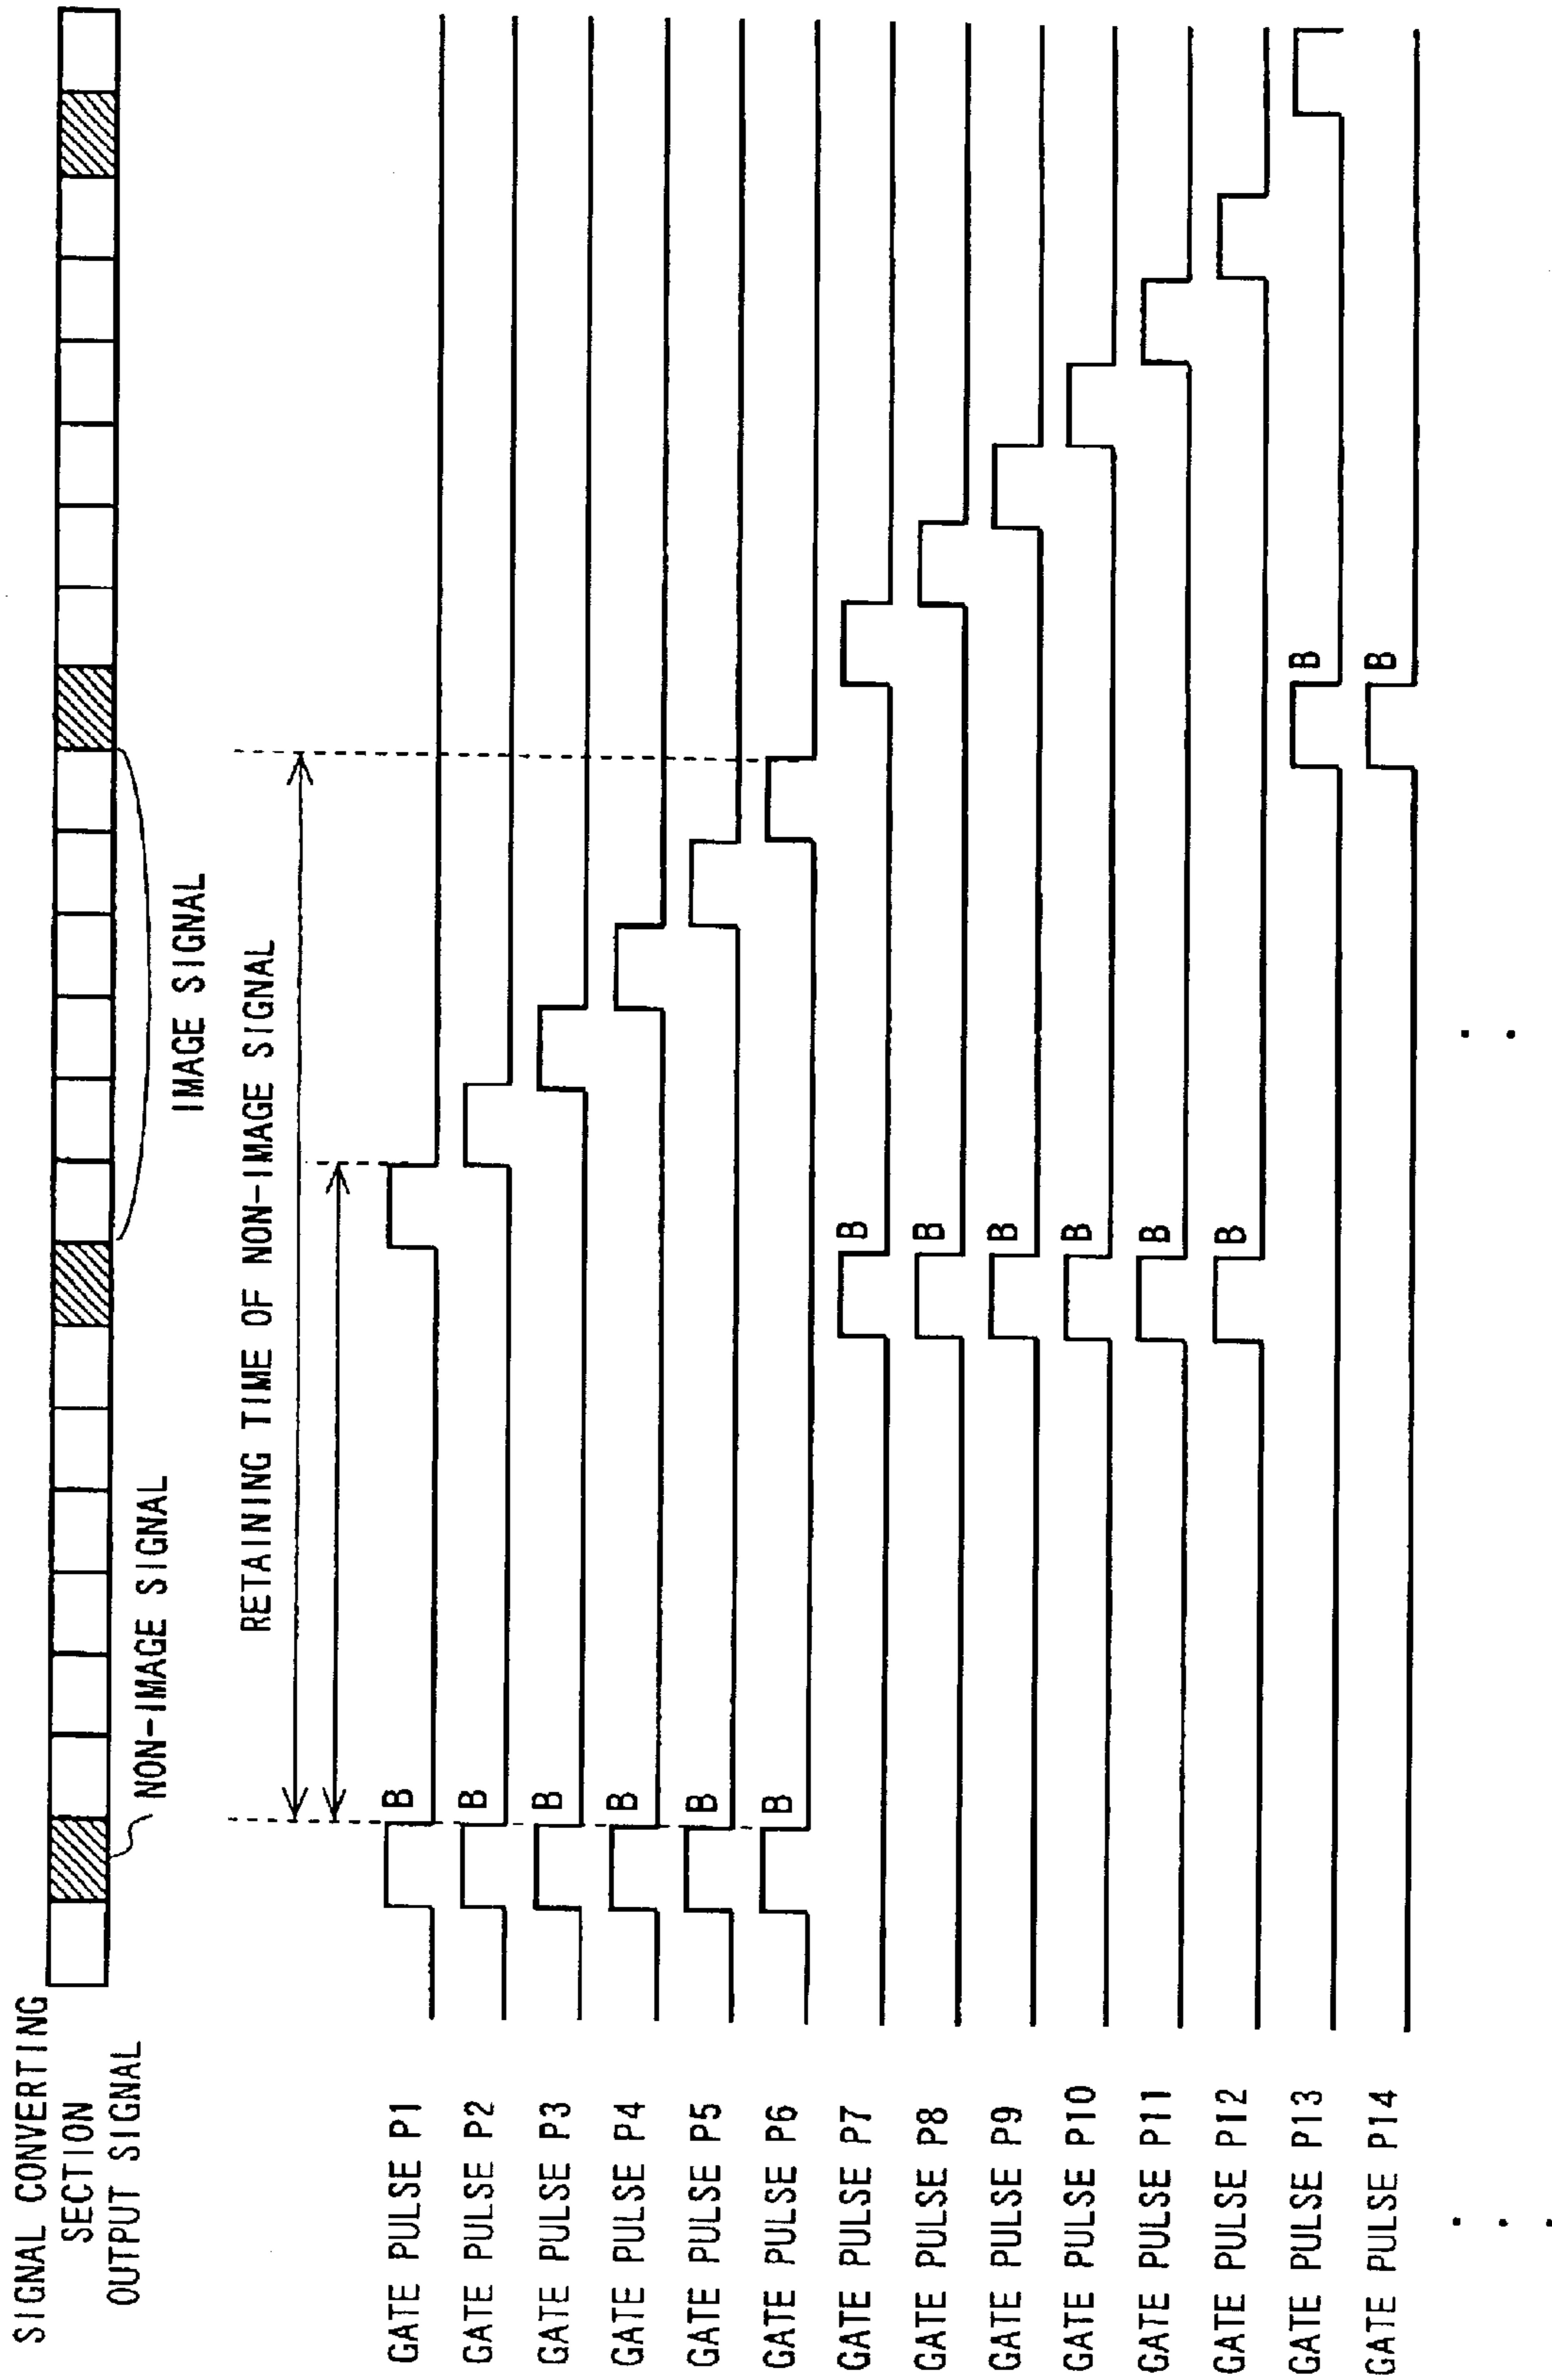 SIGNAL CONVERTING
SECTION
OUTPUT SIGNAL
NON-IMAGE SIGNAL
IMAGE SIGNAL
RETAINING TIME OF NON-IMAGE SIGNAL
GATE PULSE P1
B
GATE PULSE P2
B
GATE PULSE P3
B
GATE PULSE P4
B
GATE PULSE P5
B
GATE PULSE P6
B
GATE PULSE P7
B
GATE PULSE P8
B
GATE PULSE P9
B
GATE PULSE P10
B
GATE PULSE P11
B
GATE PULSE P12
B
GATE PULSE P13
B
GATE PULSE P14
B